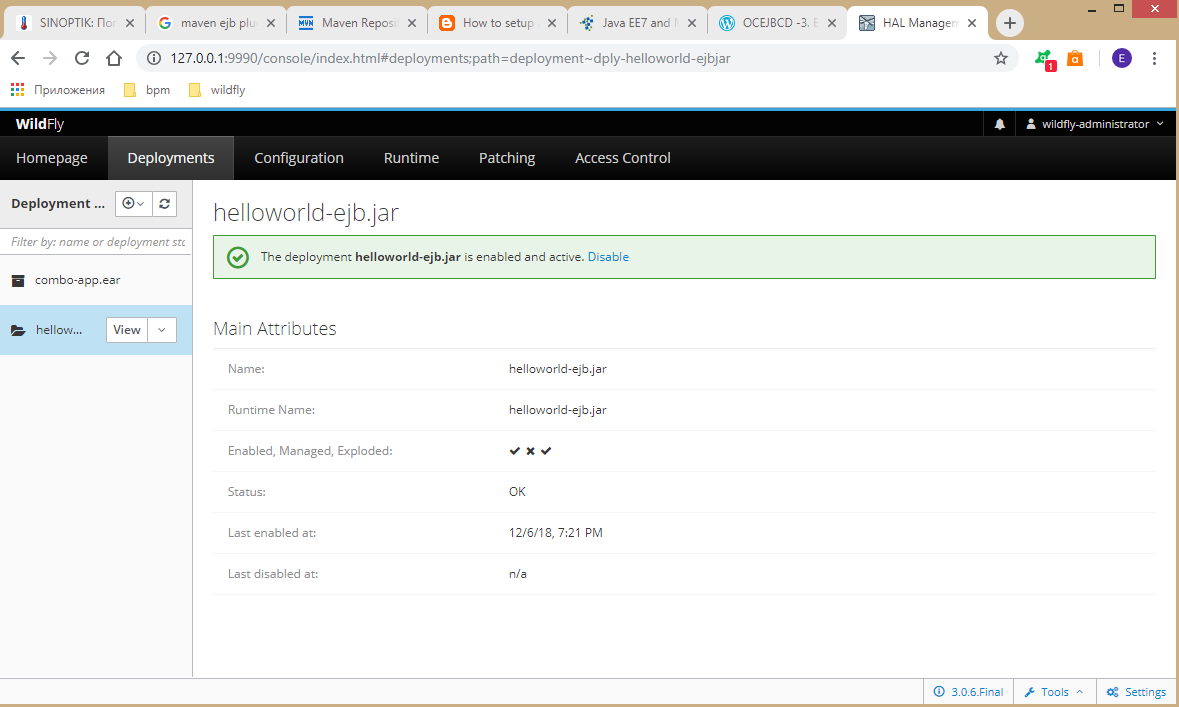 SINOPTIK: Пог
maven ejb plu
Maven Reposi
How to setup
Java EE7 and M
OCEJBCD -3. E
HAL Managem
127.0.0.1:9990/console/index.html#deployments;path=deployment~dply-helloworld-ejbjar
1
a
E
Приложения
bpm
wildfly
WildFly
wildfly-administrator
Homepage
Deployments
Configuration
Runtime
Patching
Access Control
Deployment ...
Filter by: name or deployment sta
combo-app.ear
hellow...
View
helloworld-ejb.jar
The deployment helloworld-ejb.jar is enabled and active. Disable
Main Attributes
Name: helloworld-ejb.jar
Runtime Name: helloworld-ejb.jar
Enabled, Managed, Exploded:
Status: OK
Last enabled at: 12/6/18, 7:21 PM
Last disabled at: n/a
3.0.6.Final
Tools
Settings